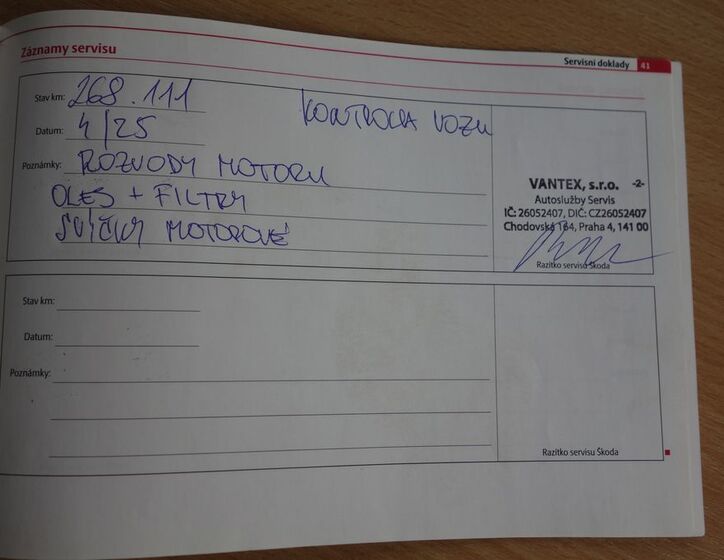 Záznamy servisu
Servisní doklady 41
Stav km: 268.111
KONTROLA VOZU
Datum: 4/25
Poznámky: ROZVODY MOTORU
OLEJ + FILTRY
SVÍČKY MOTOROVÉ
VANTEX, s.r.o. -2-
Autoslužby Servis
IČ: 26052407, DIČ: CZ26052407
Chodovská 184, Praha 4, 141 00
Razítko servisu Škoda
Stav km:
Datum:
Poznámky:
Razítko servisu Škoda